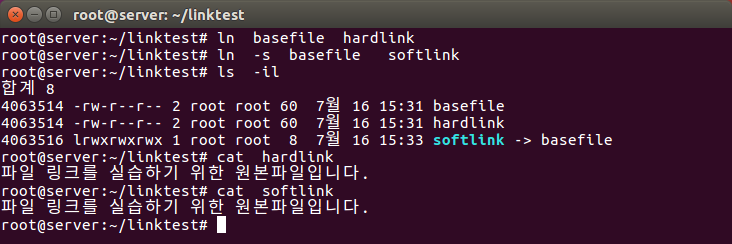 root@server: ~/linktest
root@server:~/linktest# ln  basefile  hardlink
root@server:~/linktest# ln  -s  basefile   softlink
root@server:~/linktest# ls  -il
합계 8
4063514 -rw-r--r-- 2 root root 60  7월 16 15:31 basefile
4063514 -rw-r--r-- 2 root root 60  7월 16 15:31 hardlink
4063516 lrwxrwxrwx 1 root root  8  7월 16 15:33 softlink -> basefile
root@server:~/linktest# cat  hardlink
파일 링크를 실습하기 위한 원본파일입니다.
root@server:~/linktest# cat  softlink
파일 링크를 실습하기 위한 원본파일입니다.
root@server:~/linktest#